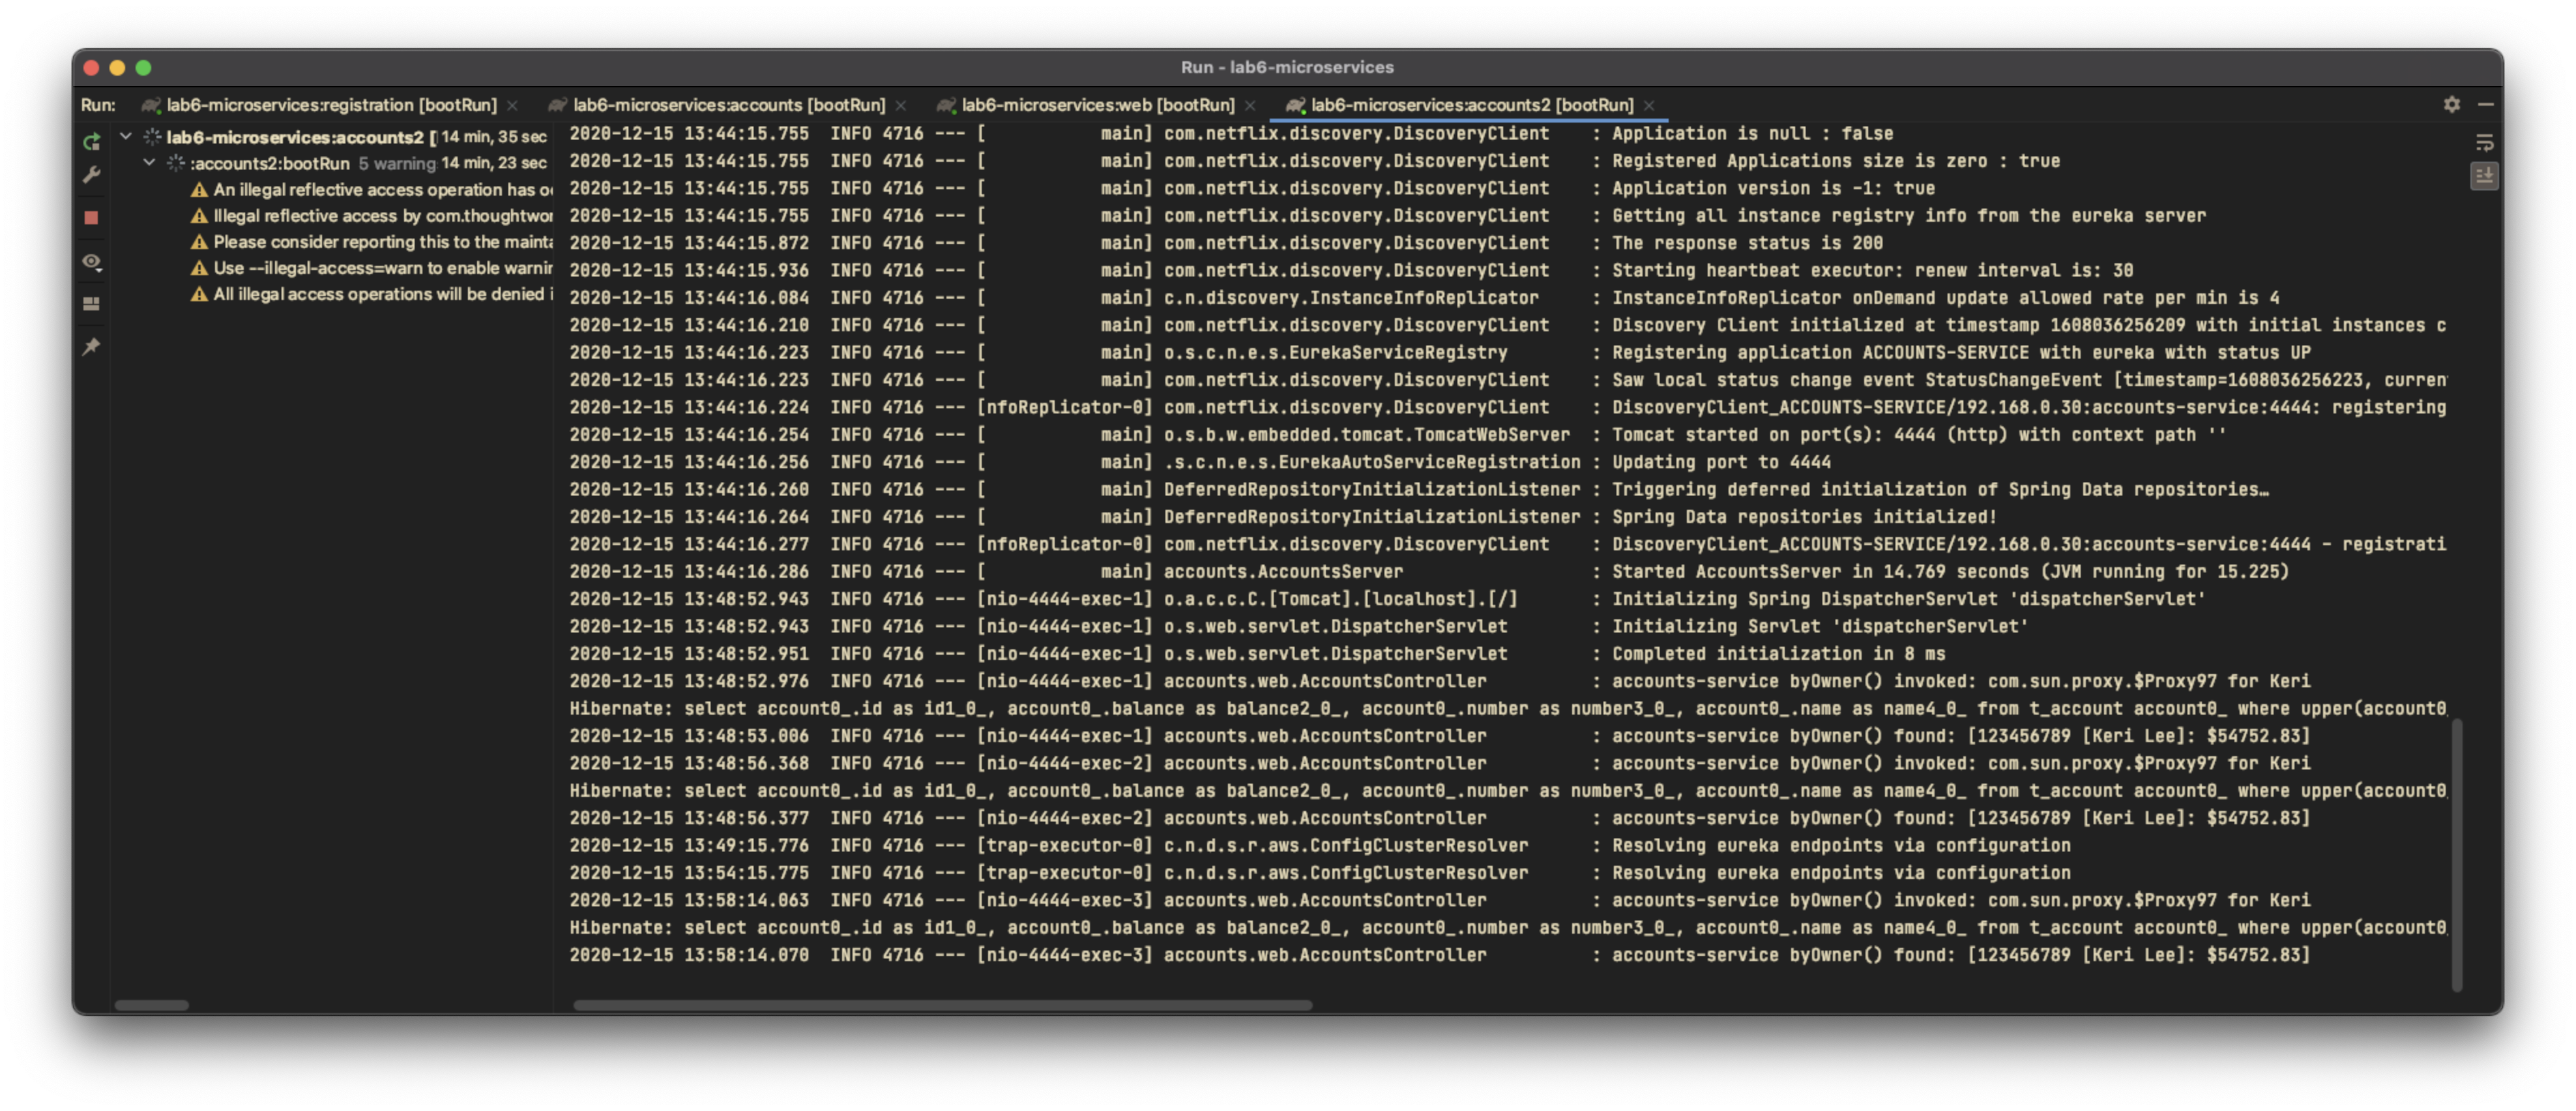 Run - lab6-microservices
Run: lab6-microservices:registration [bootRun] lab6-microservices:accounts [bootRun] lab6-microservices:web [bootRun] lab6-microservices:accounts2 [bootRun]
lab6-microservices:accounts2 [ 14 min, 35 sec
:accounts2:bootRun 5 warning 14 min, 23 sec
An illegal reflective access operation has
Illegal reflective access by
Please consider reporting this to the
Use --illegal-access=warn to enable
All illegal access operations will be denied
2020-12-15 13:44:15.755  INFO 4716 --- [           main] com.netflix.discovery.DiscoveryClient    : Application is null : false
2020-12-15 13:44:15.755  INFO 4716 --- [           main] com.netflix.discovery.DiscoveryClient    : Registered Applications size is zero : true
2020-12-15 13:44:15.755  INFO 4716 --- [           main] com.netflix.discovery.DiscoveryClient    : Application version is -1: true
2020-12-15 13:44:15.755  INFO 4716 --- [           main] com.netflix.discovery.DiscoveryClient    : Getting all instance registry info from the eureka server
2020-12-15 13:44:15.872  INFO 4716 --- [           main] com.netflix.discovery.DiscoveryClient    : The response status is 200
2020-12-15 13:44:15.936  INFO 4716 --- [           main] com.netflix.discovery.DiscoveryClient    : Starting heartbeat executor: renew interval is: 30
2020-12-15 13:44:16.084  INFO 4716 --- [           main] c.n.discovery.InstanceInfoReplicator     : InstanceInfoReplicator onDemand update allowed rate per min is 4
2020-12-15 13:44:16.210  INFO 4716 --- [           main] com.netflix.discovery.DiscoveryClient    : Discovery Client initialized at timestamp 1608036256209 with initial instances c
2020-12-15 13:44:16.223  INFO 4716 --- [           main] o.s.c.n.e.s.EurekaServiceRegistry        : Registering application ACCOUNTS-SERVICE with eureka with status UP
2020-12-15 13:44:16.223  INFO 4716 --- [           main] com.netflix.discovery.DiscoveryClient    : Saw local status change event StatusChangeEvent [timestamp=1608036256223, curren
2020-12-15 13:44:16.224  INFO 4716 --- [nfoReplicator-0] com.netflix.discovery.DiscoveryClient    : DiscoveryClient_ACCOUNTS-SERVICE/192.168.0.30:accounts-service:4444: registering
2020-12-15 13:44:16.254  INFO 4716 --- [           main] o.s.b.w.embedded.tomcat.TomcatWebServer  : Tomcat started on port(s): 4444 (http) with context path ''
2020-12-15 13:44:16.256  INFO 4716 --- [           main] .s.c.n.e.s.EurekaAutoServiceRegistration : Updating port to 4444
2020-12-15 13:44:16.260  INFO 4716 --- [           main] DeferredRepositoryInitializationListener : Triggering deferred initialization of Spring Data repositories…
2020-12-15 13:44:16.264  INFO 4716 --- [           main] DeferredRepositoryInitializationListener : Spring Data repositories initialized!
2020-12-15 13:44:16.277  INFO 4716 --- [nfoReplicator-0] com.netflix.discovery.DiscoveryClient    : DiscoveryClient_ACCOUNTS-SERVICE/192.168.0.30:accounts-service:4444 - registrati
2020-12-15 13:44:16.286  INFO 4716 --- [           main] accounts.AccountsServer                  : Started AccountsServer in 14.769 seconds (JVM running for 15.225)
2020-12-15 13:48:52.943  INFO 4716 --- [nio-4444-exec-1] o.a.c.c.C.[Tomcat].[localhost].[/]       : Initializing Spring DispatcherServlet 'dispatcherServlet'
2020-12-15 13:48:52.943  INFO 4716 --- [nio-4444-exec-1] o.s.web.servlet.DispatcherServlet        : Initializing Servlet 'dispatcherServlet'
2020-12-15 13:48:52.951  INFO 4716 --- [nio-4444-exec-1] o.s.web.servlet.DispatcherServlet        : Completed initialization in 8 ms
2020-12-15 13:48:52.976  INFO 4716 --- [nio-4444-exec-1] accounts.web.AccountsController          : accounts-service byOwner() invoked: com.sun.proxy.$Proxy97 for Keri
Hibernate: select account0_.id as id1_0_, account0_.balance as balance2_0_, account0_.number as number3_0_, account0_.name as name4_0_ from t_account account0_ where upper(account0_
2020-12-15 13:48:53.006  INFO 4716 --- [nio-4444-exec-1] accounts.web.AccountsController          : accounts-service byOwner() found: [123456789 [Keri Lee]: $54752.83]
2020-12-15 13:48:56.368  INFO 4716 --- [nio-4444-exec-2] accounts.web.AccountsController          : accounts-service byOwner() invoked: com.sun.proxy.$Proxy97 for Keri
Hibernate: select account0_.id as id1_0_, account0_.balance as balance2_0_, account0_.number as number3_0_, account0_.name as name4_0_ from t_account account0_ where upper(account0_
2020-12-15 13:48:56.377  INFO 4716 --- [nio-4444-exec-2] accounts.web.AccountsController          : accounts-service byOwner() found: [123456789 [Keri Lee]: $54752.83]
2020-12-15 13:49:15.776  INFO 4716 --- [trap-executor-0] c.n.d.s.r.aws.ConfigClusterResolver      : Resolving eureka endpoints via configuration
2020-12-15 13:54:15.775  INFO 4716 --- [trap-executor-0] c.n.d.s.r.aws.ConfigClusterResolver      : Resolving eureka endpoints via configuration
2020-12-15 13:58:14.063  INFO 4716 --- [nio-4444-exec-3] accounts.web.AccountsController          : accounts-service byOwner() invoked: com.sun.proxy.$Proxy97 for Keri
Hibernate: select account0_.id as id1_0_, account0_.balance as balance2_0_, account0_.number as number3_0_, account0_.name as name4_0_ from t_account account0_ where upper(account0_
2020-12-15 13:58:14.070  INFO 4716 --- [nio-4444-exec-3] accounts.web.AccountsController          : accounts-service byOwner() found: [123456789 [Keri Lee]: $54752.83]